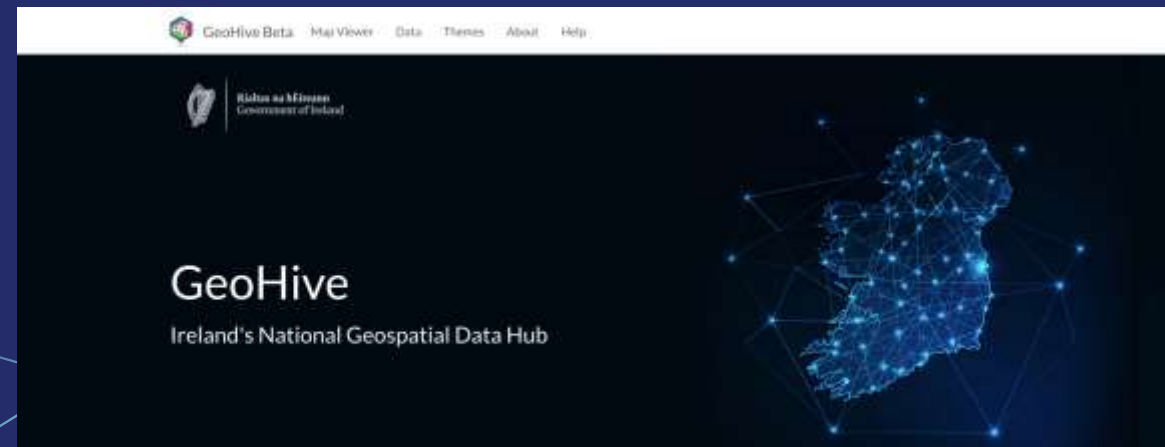 GeoHive Beta Map Viewer Data Themes About Help
Rialtas na hÉireann
Government of Ireland
GeoHive
Ireland's National Geospatial Data Hub